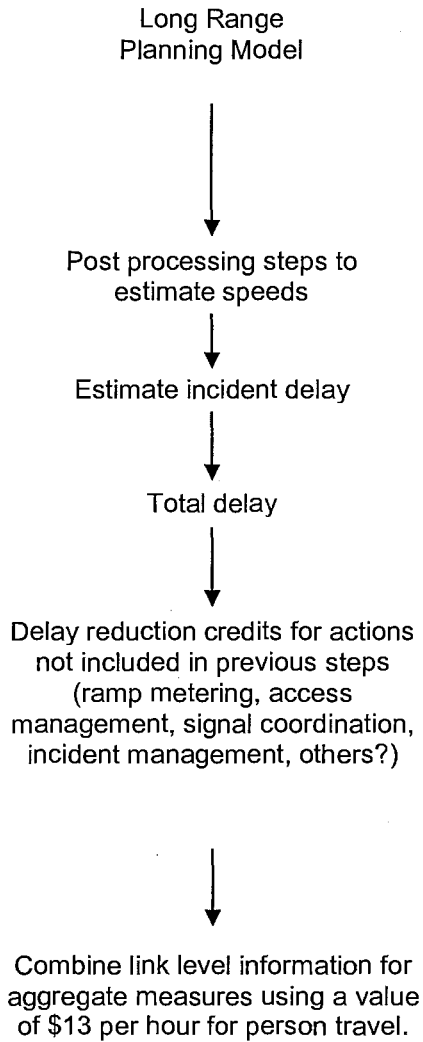 Long Range
Planning Model
Post processing steps to
estimate speeds
Estimate incident delay
Total delay
Delay reduction credits for actions
not included in previous steps
(ramp metering, access
management, signal coordination,
incident management, others?)
Combine link level information for
aggregate measures using a value
of $13 per hour for person travel.